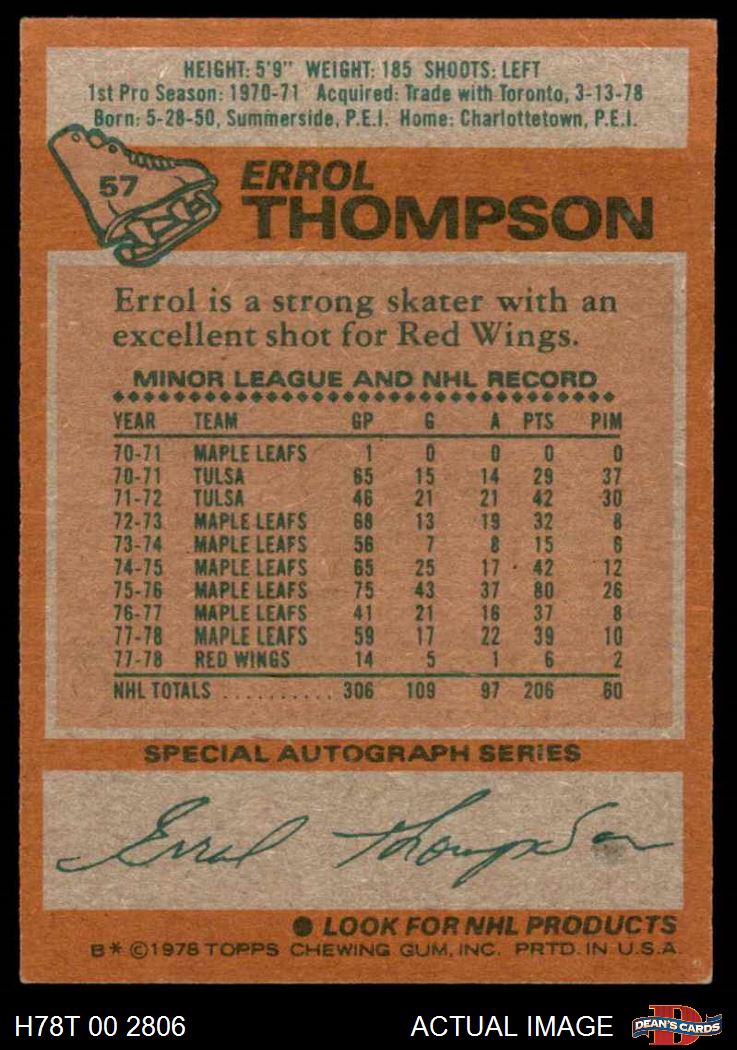 HEIGHT: 5'9" WEIGHT: 185 SHOOTS: LEFT
1st Pro Season: 1970-71 Acquired: Trade with Toronto, 3-13-78
Born: 5-28-50, Summerside, P.E.I. Home: Charlottetown, P.E.I.
57
ERROL
THOMPSON
Errol is a strong skater with an
excellent shot for Red Wings.
MINOR LEAGUE AND NHL RECORD
YEAR TEAM GP G A PTS PIM
70-71 MAPLE LEAFS 1 0 0 0 0
70-71 TULSA 65 15 14 29 37
71-72 TULSA 46 21 21 42 30
72-73 MAPLE LEAFS 68 13 19 32 8
73-74 MAPLE LEAFS 56 7 8 15 6
74-75 MAPLE LEAFS 65 25 17 42 12
75-76 MAPLE LEAFS 75 43 37 80 26
76-77 MAPLE LEAFS 41 21 16 37 8
77-78 MAPLE LEAFS 59 17 22 39 10
77-78 RED WINGS 14 5 1 6 2
NHL TOTALS .......... 306 109 97 206 60
SPECIAL AUTOGRAPH SERIES
Errol Thompson
● LOOK FOR NHL PRODUCTS
B* ©1978 TOPPS CHEWING GUM, INC. PRTD. IN U.S.A.
H78T 00 2806 ACTUAL IMAGE DEAN'S CARDS